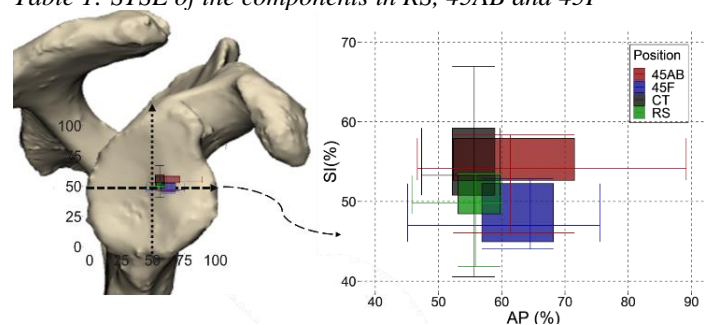 Table 1: STSE of the components in RS, 45AB and 45F
100
75
50
25
0
0 25 50 75 100
70
60
50
40
SI(%)
40 50 60 70 80 90
AP (%)
Position
45AB
45F
CT
RS